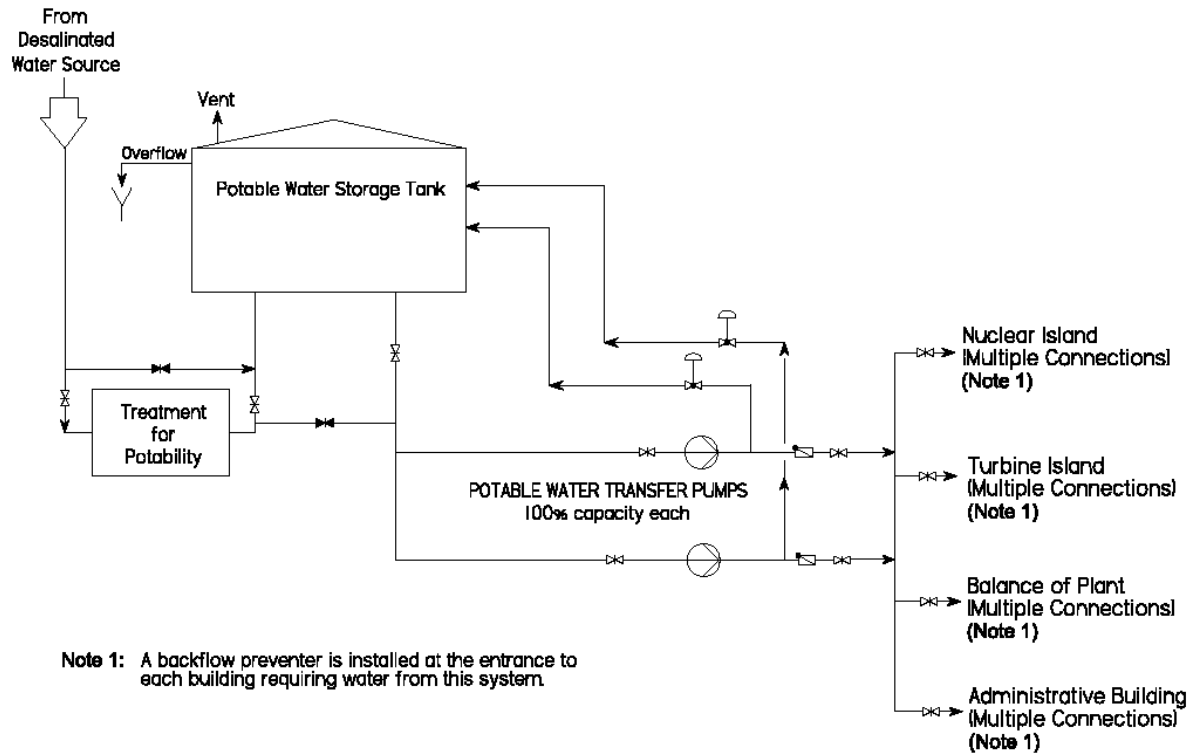 From
Desalinated
Water Source
Vent
Overflow
Potable Water Storage Tank
Treatment
for
Potability
POTABLE WATER TRANSFER PUMPS
100% capacity each
Nuclear Island
(Multiple Connections)
(Note 1)
Turbine Island
(Multiple Connections)
(Note 1)
Balance of Plant
(Multiple Connections)
(Note 1)
Administrative Building
(Multiple Connections)
(Note 1)
Note 1: A backflow preventer is installed at the entrance to
each building requiring water from this system.